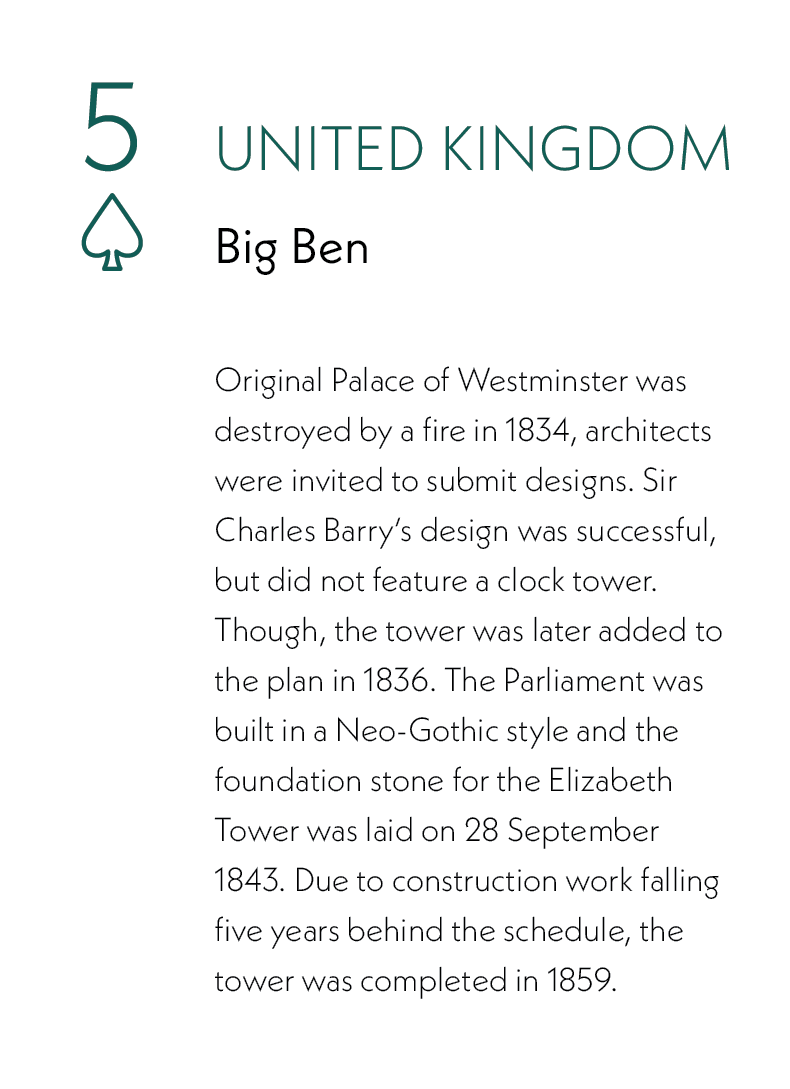 5
UNITED KINGDOM
Big Ben
Original Palace of Westminster was
destroyed by a fire in 1834, architects
were invited to submit designs. Sir
Charles Barry’s design was successful,
but did not feature a clock tower.
Though, the tower was later added to
the plan in 1836. The Parliament was
built in a Neo-Gothic style and the
foundation stone for the Elizabeth
Tower was laid on 28 September
1843. Due to construction work falling
five years behind the schedule, the
tower was completed in 1859.